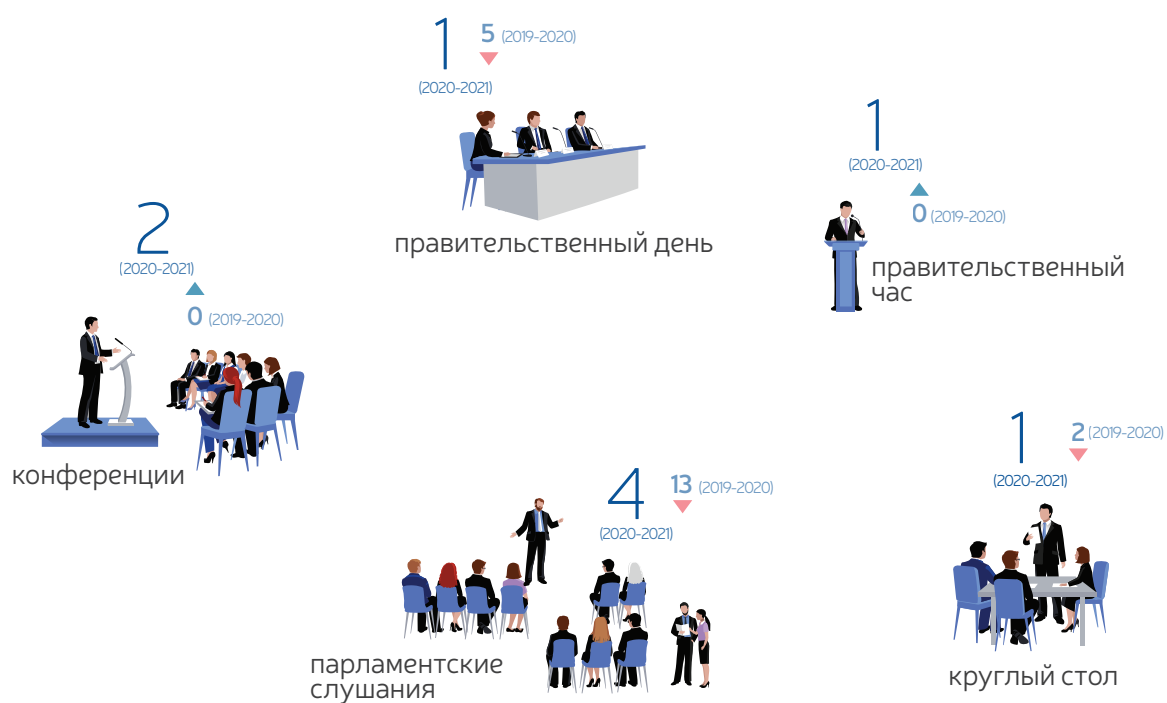 1 5 (2019-2020)
(2020-2021)
правительственный день
1
(2020-2021)
0 (2019-2020)
правительственный
час
2
(2020-2021)
0 (2019-2020)
конференции
4 13 (2019-2020)
(2020-2021)
парламентские
слушания
1 2 (2019-2020)
(2020-2021)
круглый стол